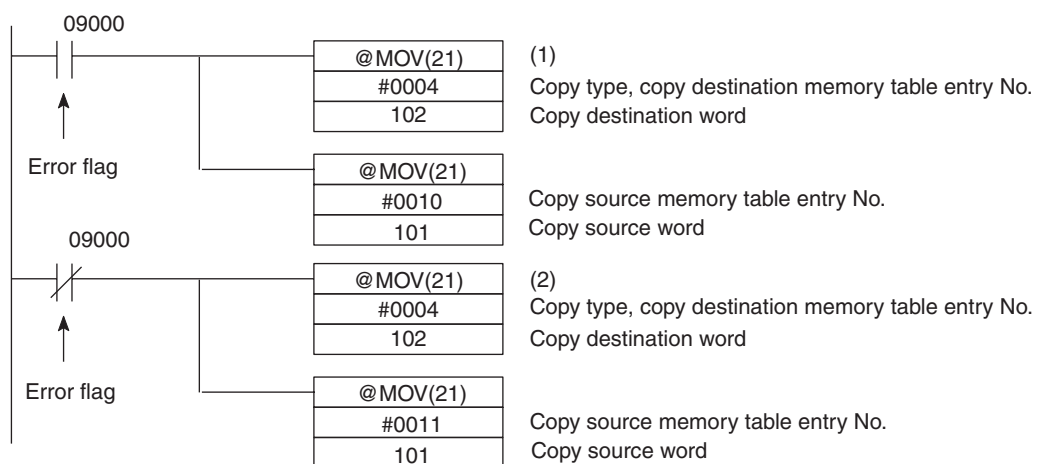 09000
@MOV(21) (1)
#0004 Copy type, copy destination memory table entry No.
102 Copy destination word
Error flag
@MOV(21)
#0010 Copy source memory table entry No.
101 Copy source word
09000
@MOV(21) (2)
#0004 Copy type, copy destination memory table entry No.
102 Copy destination word
Error flag
@MOV(21)
#0011 Copy source memory table entry No.
101 Copy source word